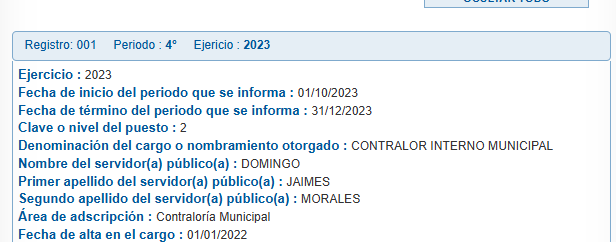 OCULTAR TODO
Registro: 001 Periodo : 4° Ejericio : 2023
Ejercicio : 2023
Fecha de inicio del periodo que se informa : 01/10/2023
Fecha de término del periodo que se informa : 31/12/2023
Clave o nivel del puesto : 2
Denominación del cargo o nombramiento otorgado : CONTRALOR INTERNO MUNICIPAL
Nombre del servidor(a) público(a) : DOMINGO
Primer apellido del servidor(a) público(a) : JAIMES
Segundo apellido del servidor(a) público(a) : MORALES
Área de adscripción : Contraloría Municipal
Fecha de alta en el cargo : 01/01/2022